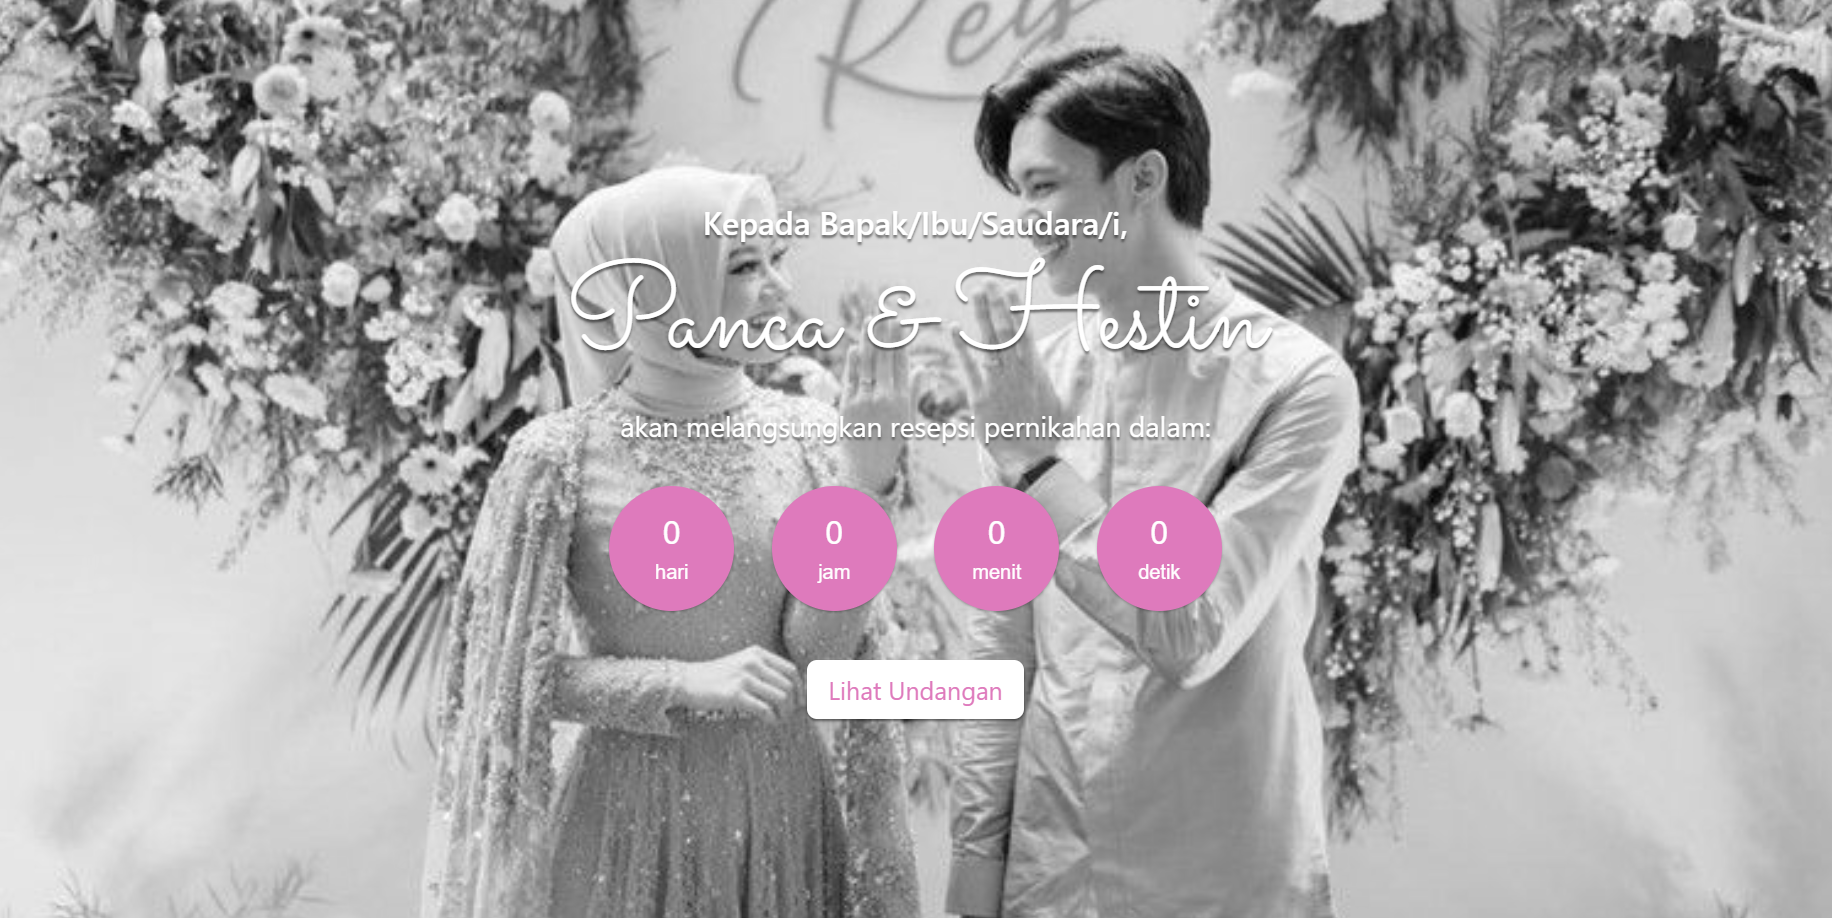 Kepada Bapak/Ibu/Saudara/i,
Panca & Hestin
akan melangsungkan resepsi pernikahan dalam:
0 0 0 0
hari jam menit detik
Lihat Undangan